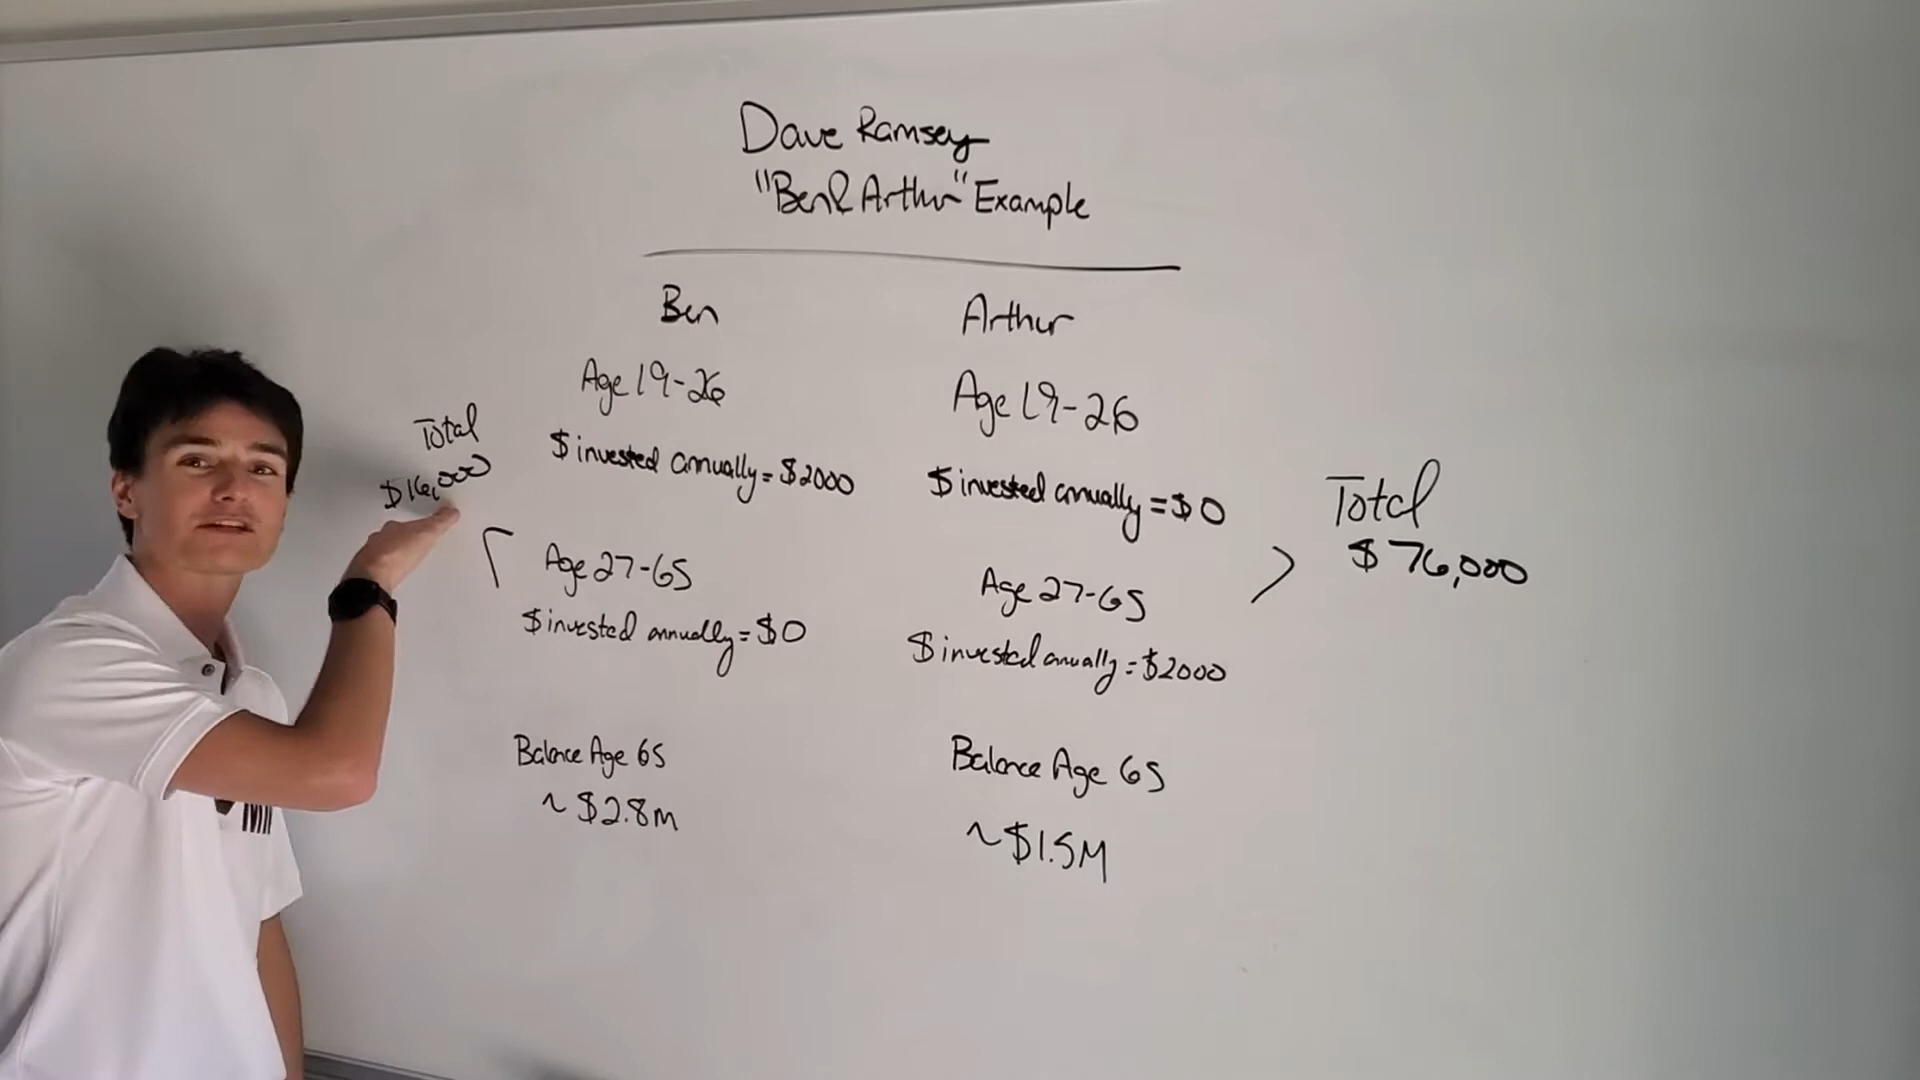 Dave Ramsey
"Ben & Arthur" Example
Ben
Age 19-26
$ invested annually = $2000
Total
$16,000
Age 27-65
$ invested annually = $0
Balance Age 65
~ $2.8M
Arthur
Age 19-26
$ invested annually = $0
Age 27-65
$ invested annually = $2000
Total
$76,000
Balance Age 65
~ $1.5M